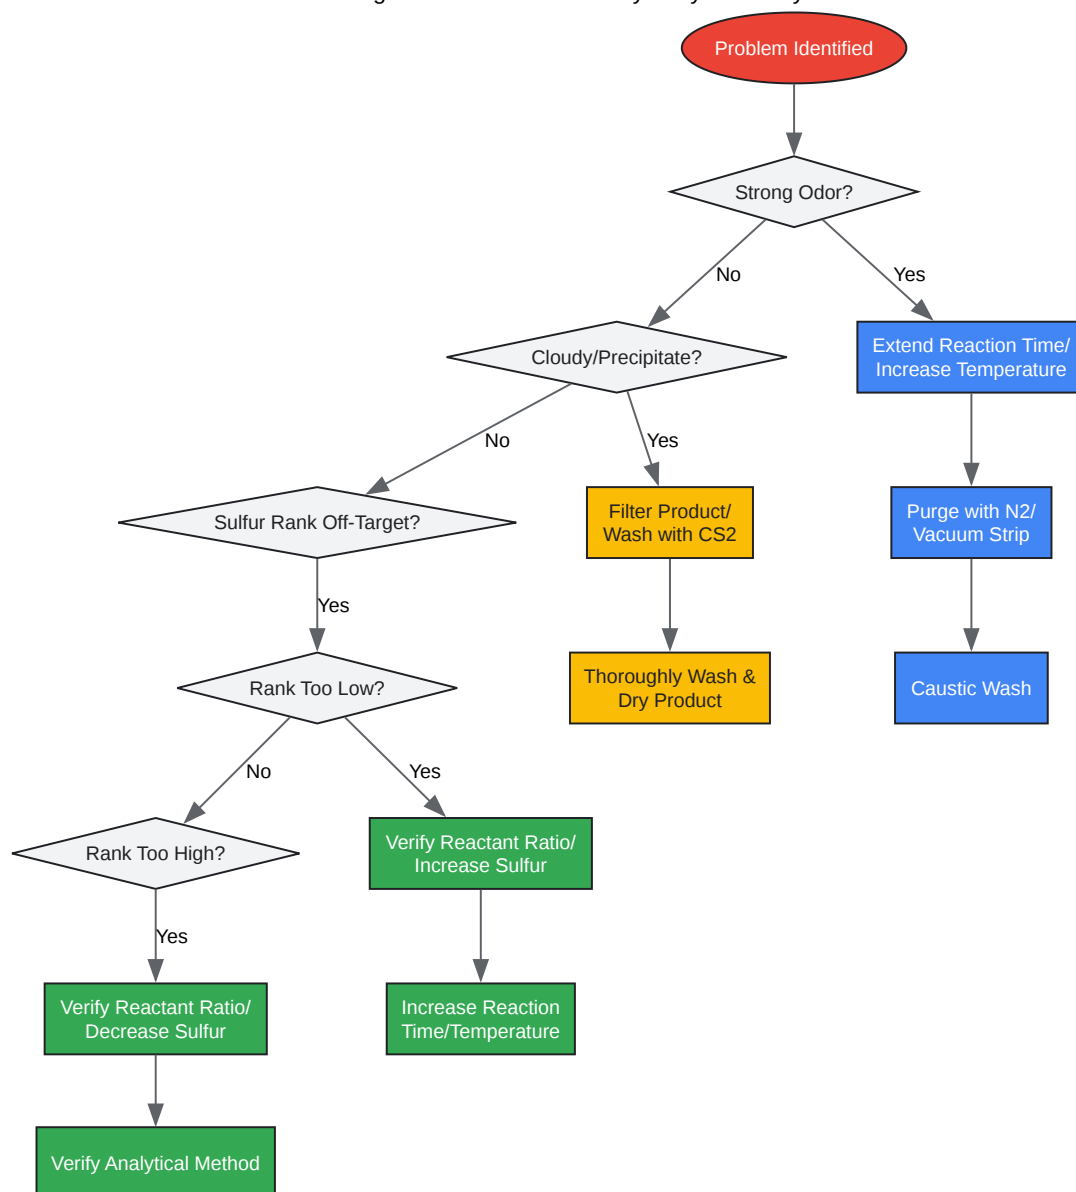 Problem Identified
Strong Odor?
No
Yes
Cloudy/Precipitate?
Extend Reaction Time/
Increase Temperature
No
Yes
Sulfur Rank Off-Target?
Filter Product/
Wash with CS2
Purge with N2/
Vacuum Strip
Yes
Rank Too Low?
Thoroughly Wash &
Dry Product
Caustic Wash
No
Yes
Rank Too High?
Verify Reactant Ratio/
Increase Sulfur
Yes
Verify Reactant Ratio/
Decrease Sulfur
Increase Reaction
Time/Temperature
Verify Analytical Method